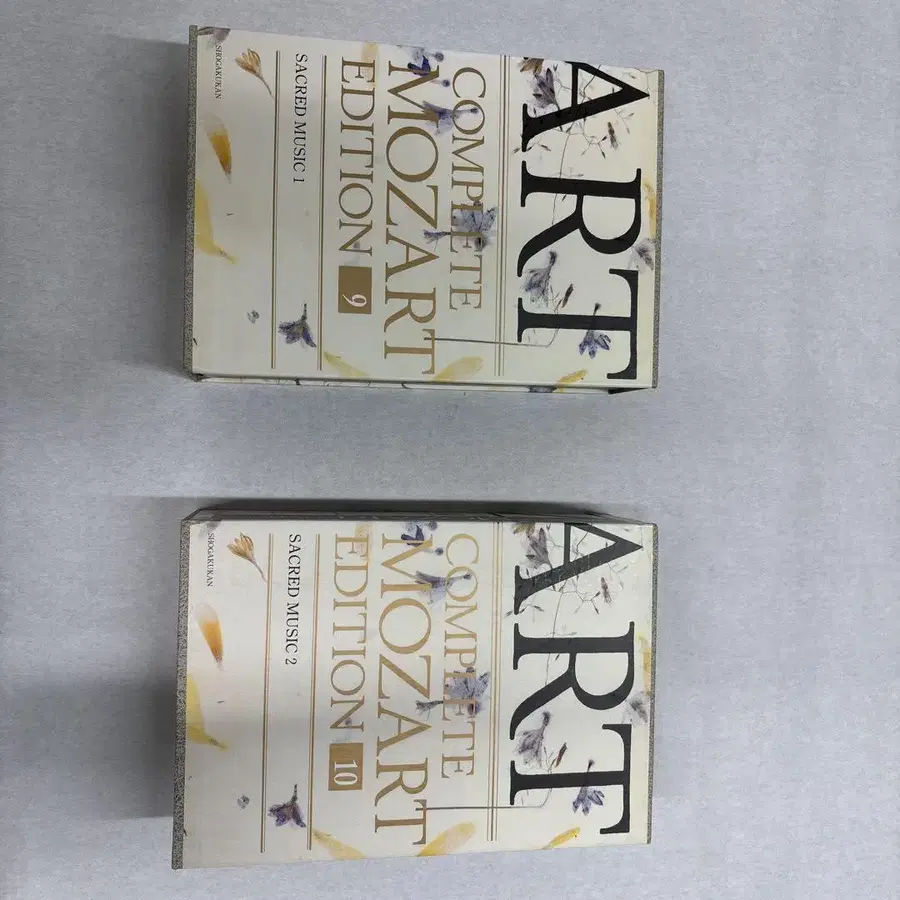 ART
COMPLETE
MOZART
EDITION 9
SACRED MUSIC 1
SHOGAKUKAN
ART
COMPLETE
MOZART
EDITION 10
SACRED MUSIC 2
SHOGAKUKAN